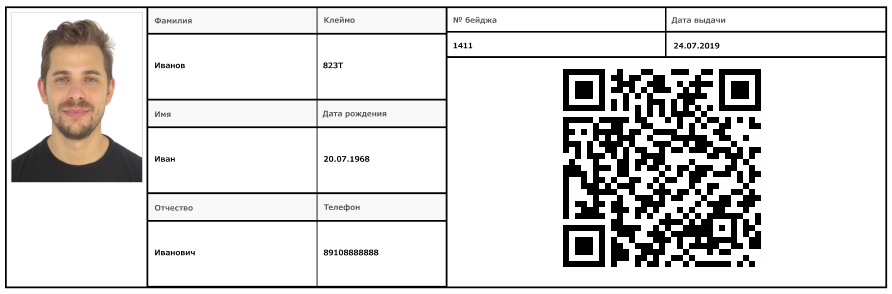 Фамилия Клеймо № бейджа Дата выдачи
1411 24.07.2019
Иванов 823Т
Имя Дата рождения
Иван 20.07.1968
Отчество Телефон
Иванович 89108888888